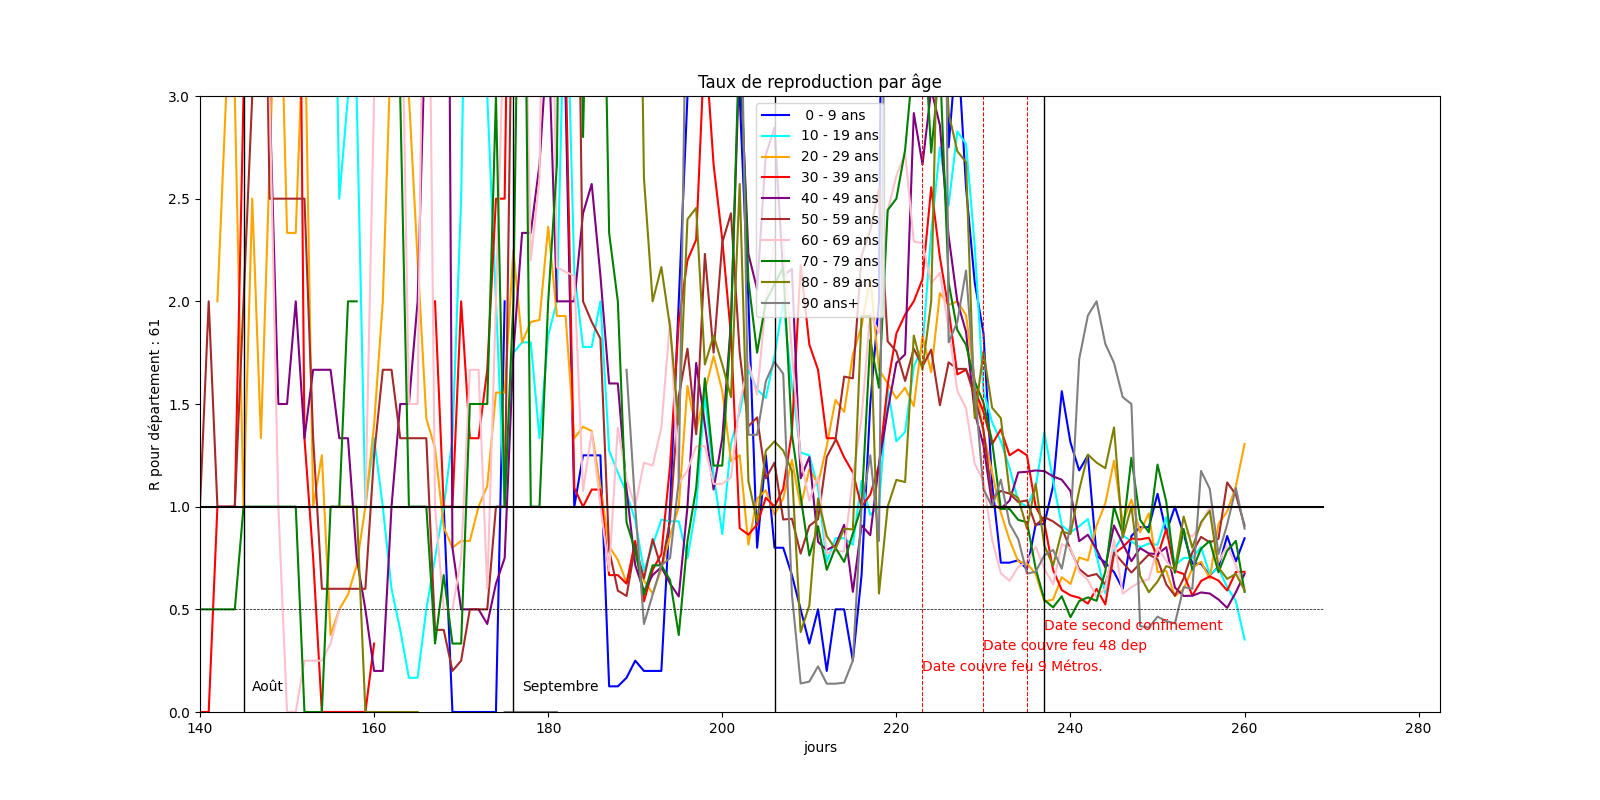 Taux de reproduction par âge
3.0
2.5
2.0
1.5
1.0
0.5
0.0
R pour département : 61
0 - 9 ans
10 - 19 ans
20 - 29 ans
30 - 39 ans
40 - 49 ans
50 - 59 ans
60 - 69 ans
70 - 79 ans
80 - 89 ans
90 ans+
Date second confinement
Date couvre feu 48 dep
Date couvre feu 9 Métros.
Août
Septembre
140
160
180
200
220
240
260
280
jours